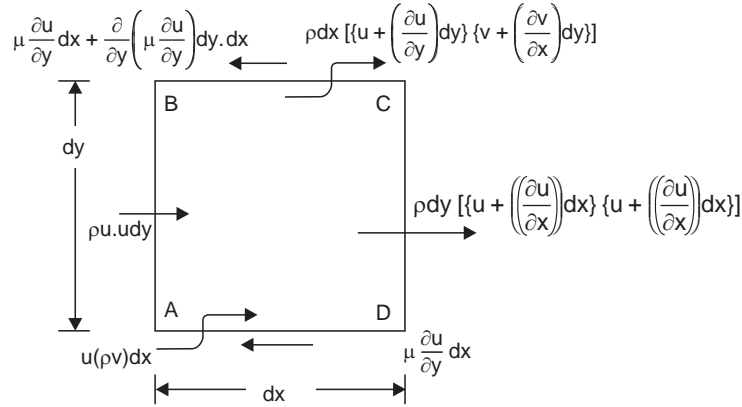 μ ∂u/∂y dx + ∂/∂y (μ ∂u/∂y) dy.dx
ρdx [{u + (∂u/∂y) dy} {v + (∂v/∂x) dy}]
B
C
dy
ρdy [{u + ((∂u/∂x)) dx} {u + ((∂u/∂x)) dx}]
ρu.udy
A
D
u(ρv)dx
μ ∂u/∂y dx
dx